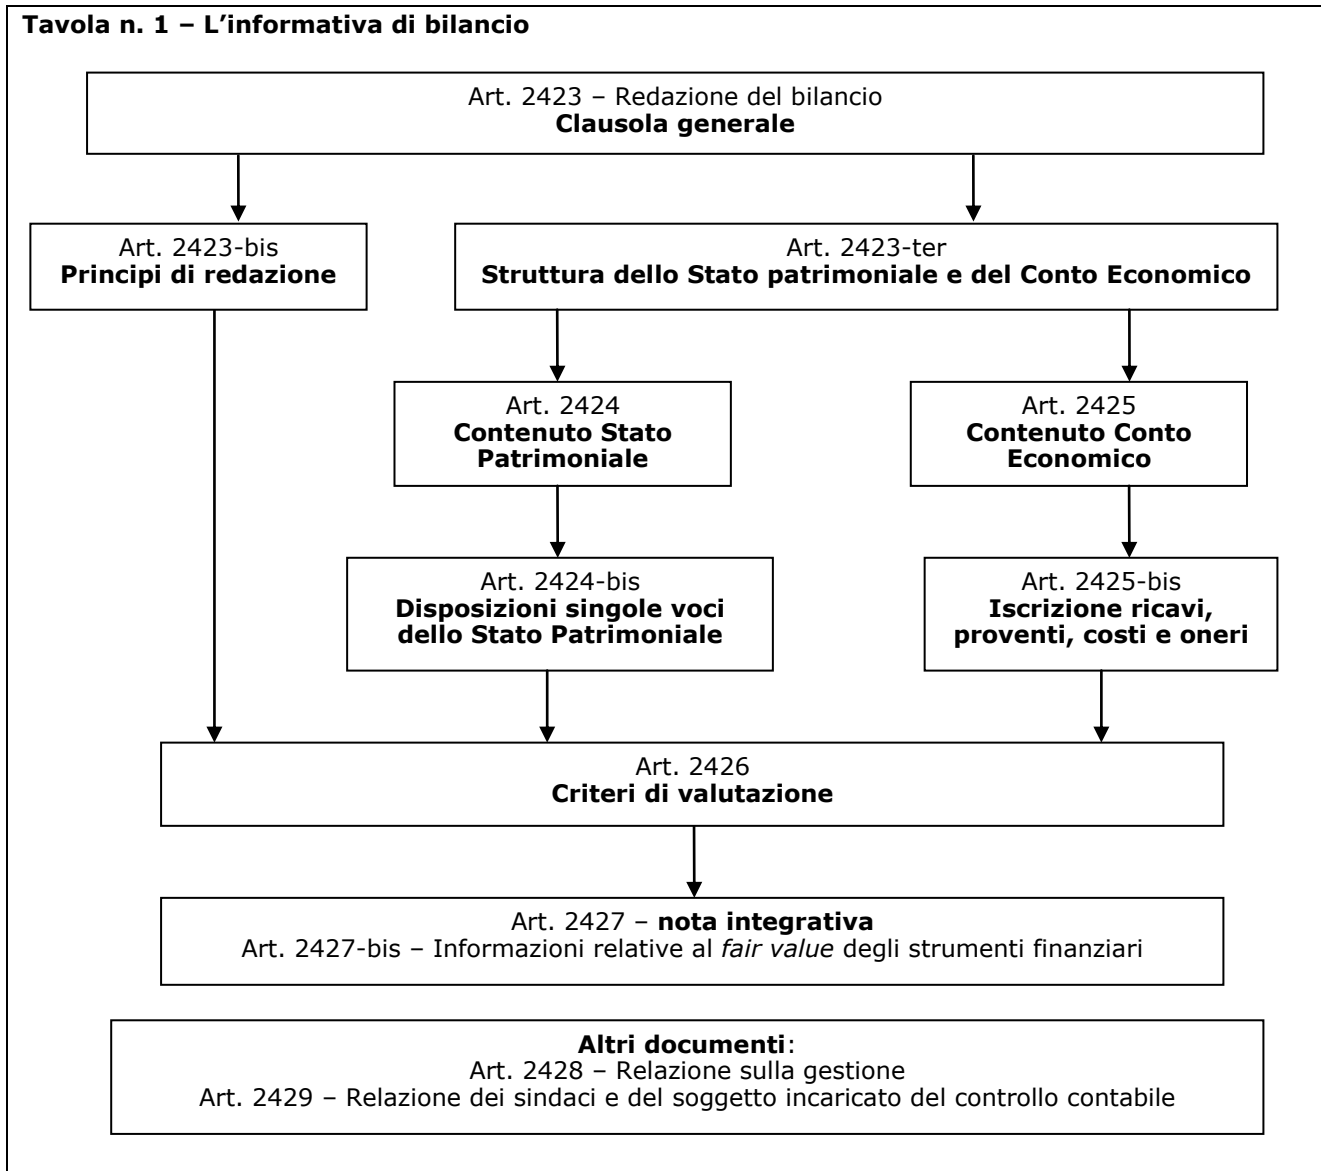 Tavola n. 1 – L’informativa di bilancio
Art. 2423 – Redazione del bilancio
Clausola generale
Art. 2423-bis
Principi di redazione
Art. 2423-ter
Struttura dello Stato patrimoniale e del Conto Economico
Art. 2424
Contenuto Stato
Patrimoniale
Art. 2425
Contenuto Conto
Economico
Art. 2424-bis
Disposizioni singole voci
dello Stato Patrimoniale
Art. 2425-bis
Iscrizione ricavi,
proventi, costi e oneri
Art. 2426
Criteri di valutazione
Art. 2427 – nota integrativa
Art. 2427-bis – Informazioni relative al fair value degli strumenti finanziari
Altri documenti:
Art. 2428 – Relazione sulla gestione
Art. 2429 – Relazione dei sindaci e del soggetto incaricato del controllo contabile